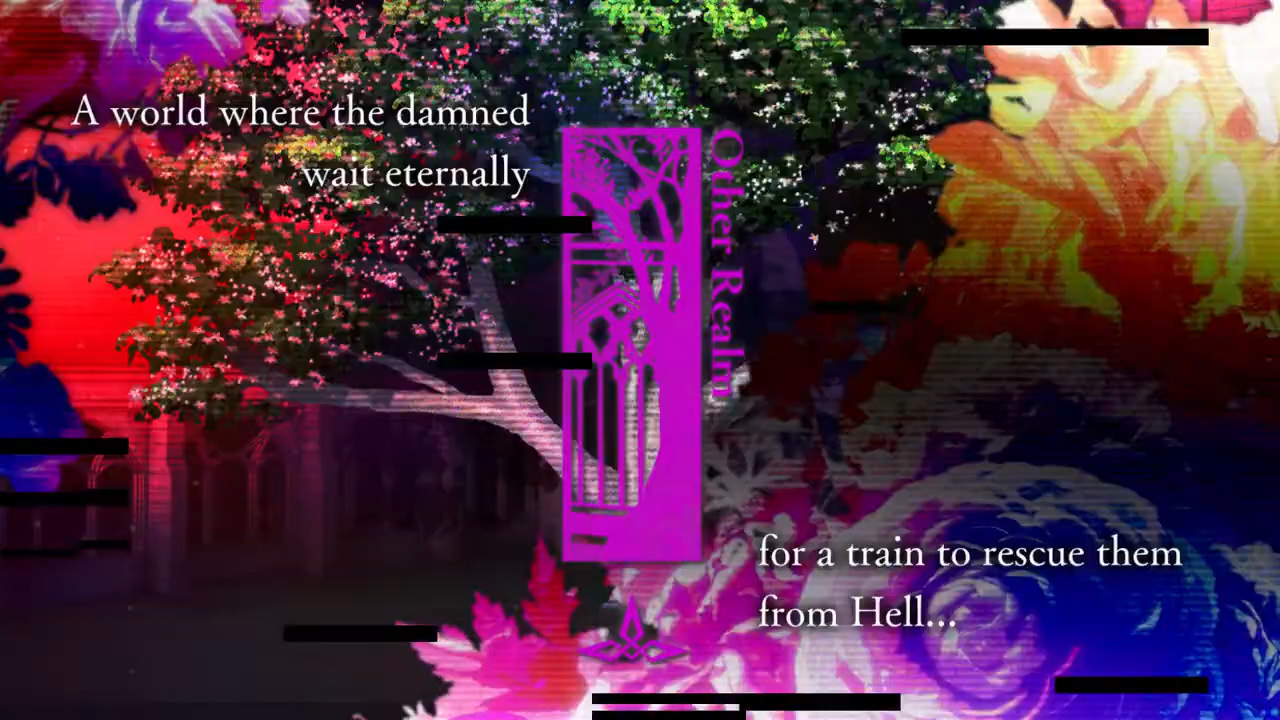 A world where the damned
wait eternally
Other Realm
for a train to rescue them
from Hell...